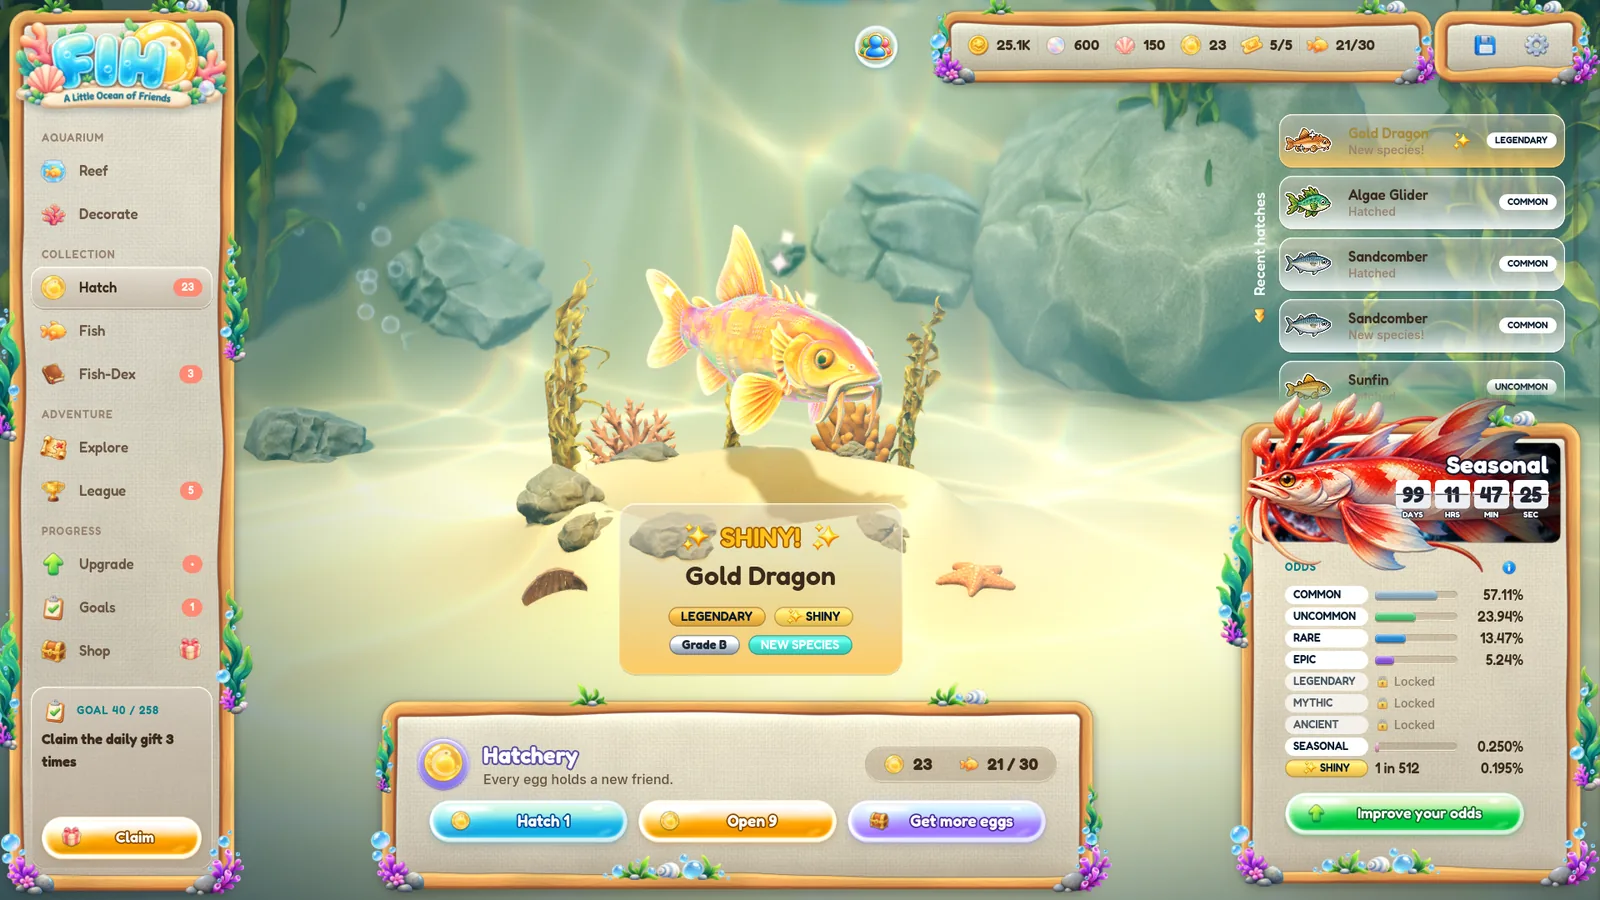 FIH
A Little Ocean of Friends
AQUARIUM
Reef
Decorate
COLLECTION
Hatch 23
Fish
Fish-Dex 3
ADVENTURE
Explore
League 5
PROGRESS
Upgrade
Goals 1
Shop
GOAL 40 / 258
Claim the daily gift 3
times
Claim
25.1K 600 150 23 5/5 21/30
Recent hatches
Gold Dragon
New species!
LEGENDARY
Algae Glider
Hatched
COMMON
Sandcomber
Hatched
COMMON
Sandcomber
New species!
COMMON
Sunfin
UNCOMMON
SHINY!
Gold Dragon
LEGENDARY SHINY
Grade B NEW SPECIES
Hatchery
Every egg holds a new friend.
23 21 / 30
Hatch 1 Open 9 Get more eggs
Seasonal
99 11 47 25
DAYS HRS MIN SEC
ODDS
COMMON 57.11%
UNCOMMON 23.94%
RARE 13.47%
EPIC 5.24%
LEGENDARY Locked
MYTHIC Locked
ANCIENT Locked
SEASONAL 0.250%
SHINY 1 in 512 0.195%
Improve your odds